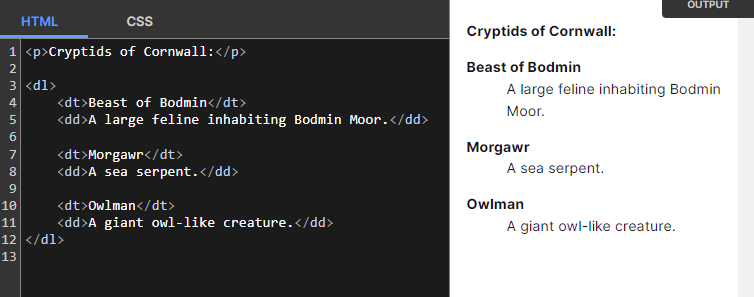 HTML CSS
1 <p>Cryptids of Cornwall:</p>
2
3 <dl>
4     <dt>Beast of Bodmin</dt>
5     <dd>A large feline inhabiting Bodmin Moor.</dd>
6
7     <dt>Morgawr</dt>
8     <dd>A sea serpent.</dd>
9
10     <dt>Owlman</dt>
11     <dd>A giant owl-like creature.</dd>
12 </dl>
13
OUTPUT
Cryptids of Cornwall:
Beast of Bodmin
A large feline inhabiting Bodmin
Moor.
Morgawr
A sea serpent.
Owlman
A giant owl-like creature.